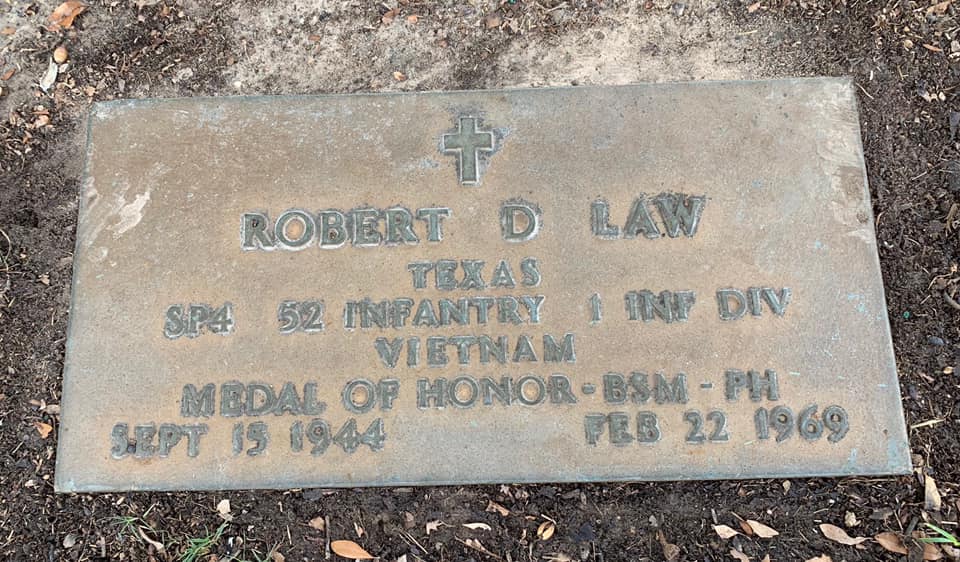 ROBERT D LAW
TEXAS
SP4 52 INFANTRY 1 INF DIV
VIETNAM
MEDAL OF HONOR - BSM - PH
SEPT 15 1944 FEB 22 1969